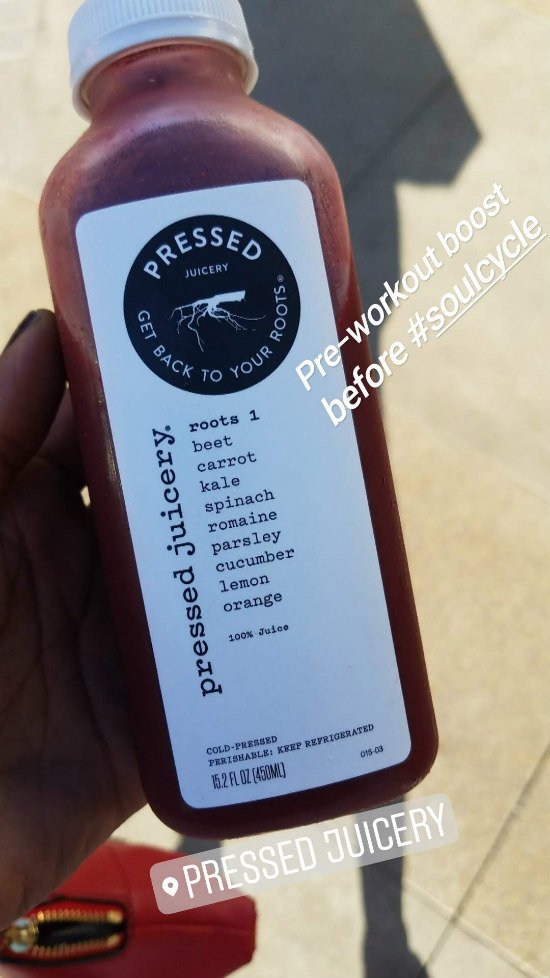 PRESSED
JUICERY
GET BACK TO YOUR ROOTS®
Pre-workout boost
before #soulcycle
pressed juicery®
roots 1
beet
carrot
kale
spinach
romaine
parsley
cucumber
lemon
orange
100% Juice
COLD-PRESSED
PERISHABLE: KEEP REFRIGERATED
015-03
15.2 FL OZ (450ML)
PRESSED JUICERY